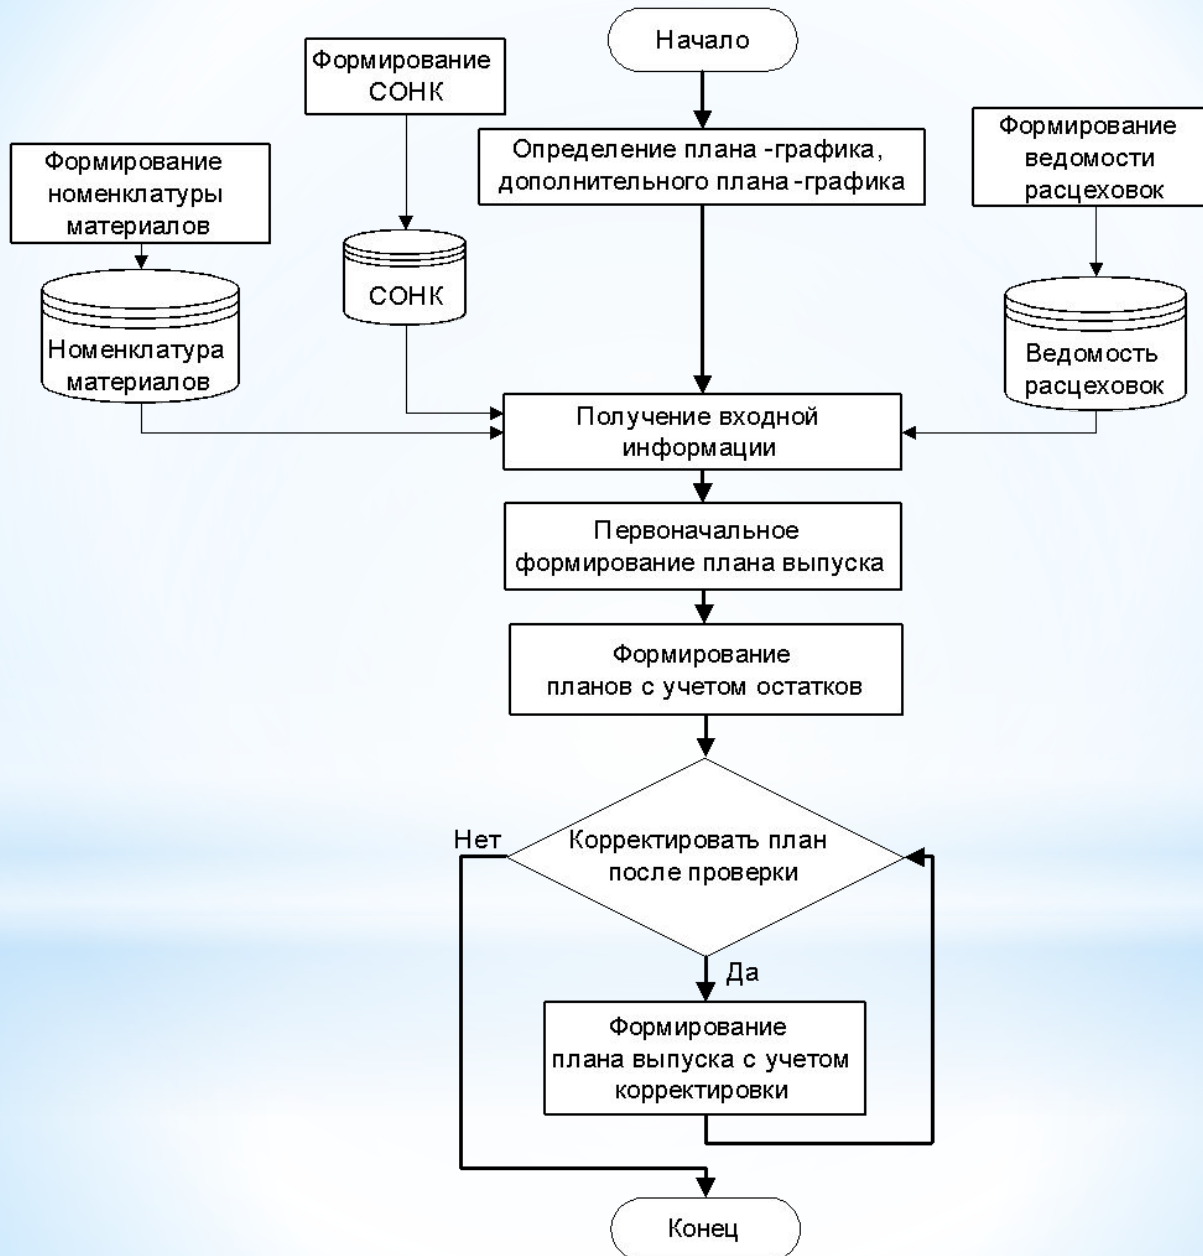 Начало
Формирование
СОНК
Определение плана -графика,
дополнительного плана -графика
Формирование
ведомости
расцеховок
Формирование
номенклатуры
материалов
СОНК
Номенклатура
материалов
Ведомость
расцеховок
Получение входной
информации
Первоначальное
формирование плана выпуска
Формирование
планов с учетом остатков
Нет
Корректировать план
после проверки
Да
Формирование
плана выпуска с учетом
корректировки
Конец